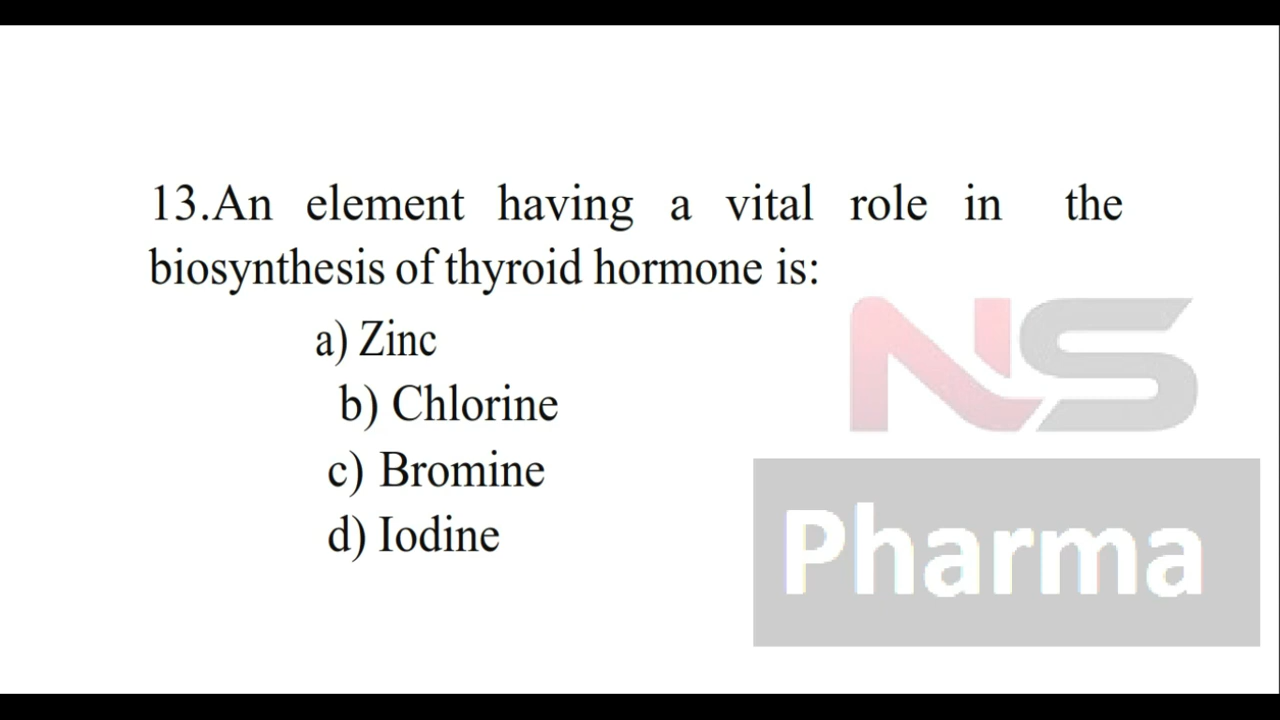 13.An element having a vital role in the
biosynthesis of thyroid hormone is:
a) Zinc
b) Chlorine
c) Bromine
d) Iodine
NS
Pharma